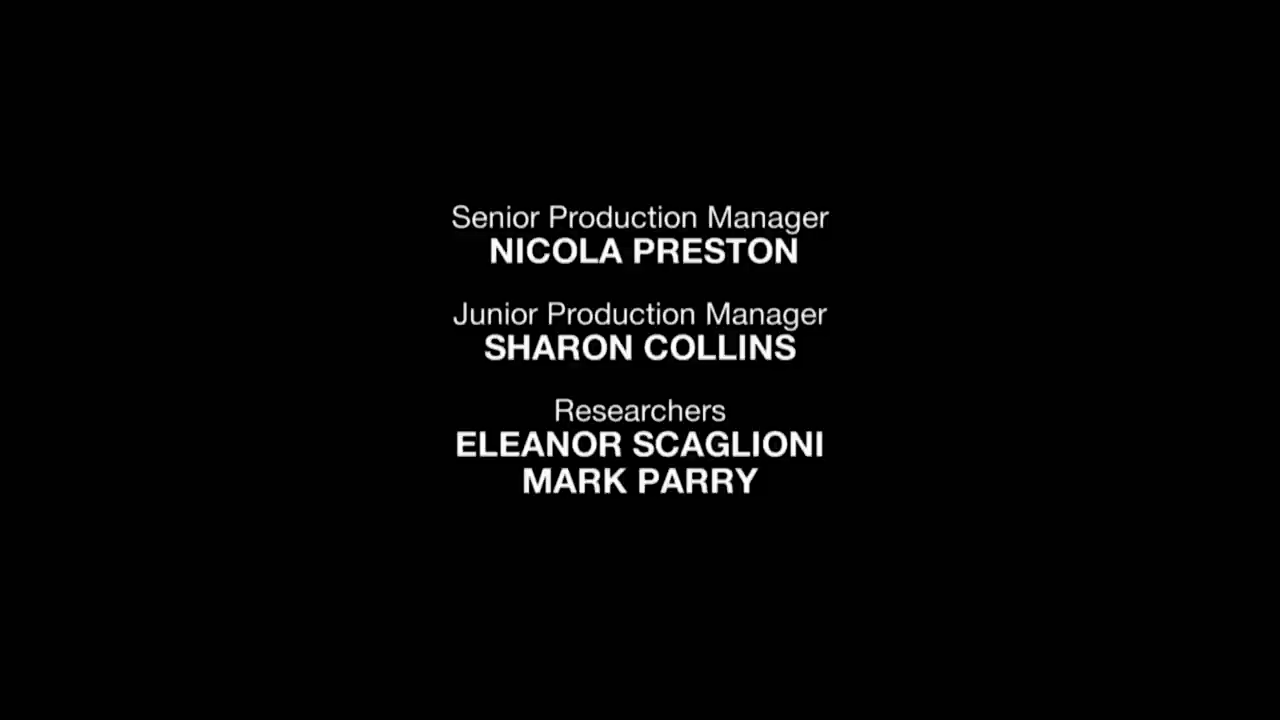 Senior Production Manager
NICOLA PRESTON
Junior Production Manager
SHARON COLLINS
Researchers
ELEANOR SCAGLIONI
MARK PARRY